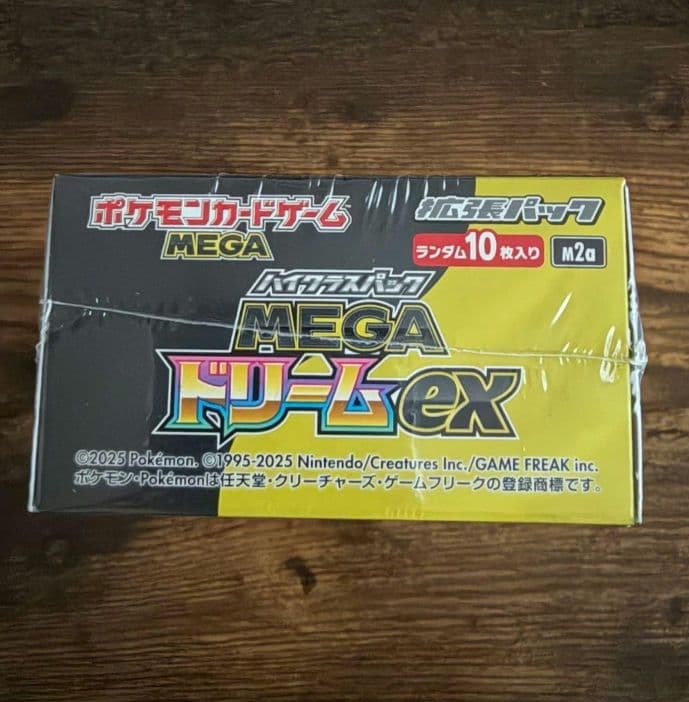 ポケモンカードゲーム
MEGA
拡張パック
ランダム10枚入り
M2a
ハイクラスパック
MEGA
ドリームex
©2025 Pokémon. ©1995-2025 Nintendo/Creatures Inc./GAME FREAK inc.
ポケモン・Pokémonは任天堂・クリーチャーズ・ゲームフリークの登録商標です。